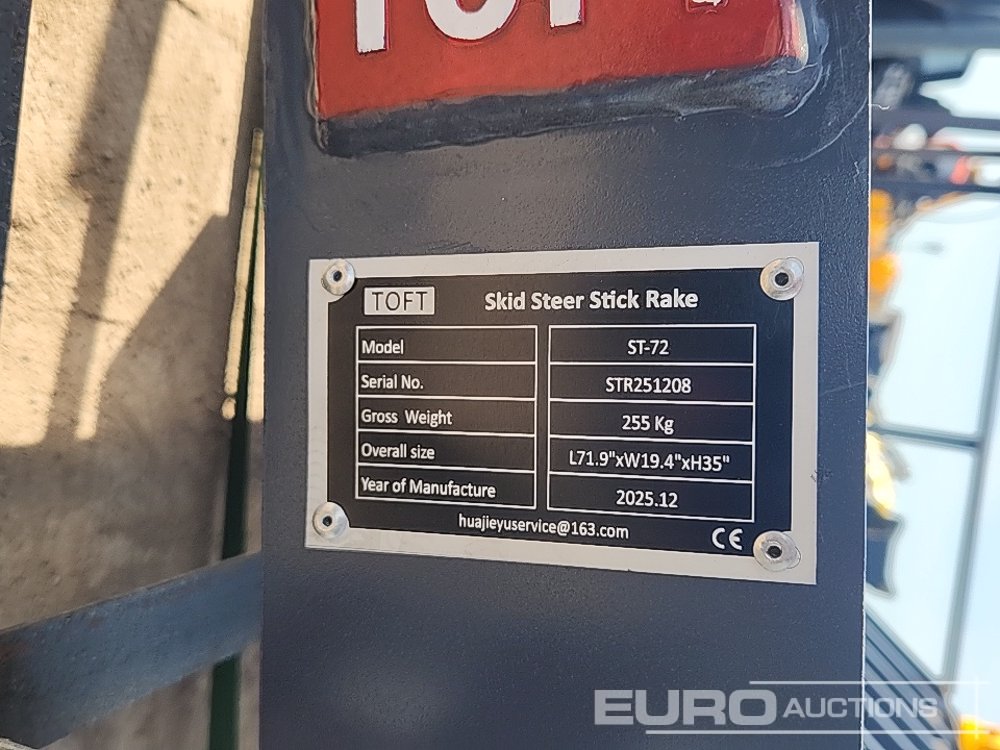 TOFT
TOFT Skid Steer Stick Rake
Model ST-72
Serial No. STR251208
Gross Weight 255 Kg
Overall size L71.9"xW19.4"xH35"
Year of Manufacture 2025.12
huajieyuservice@163.com CE
EURO AUCTIONS